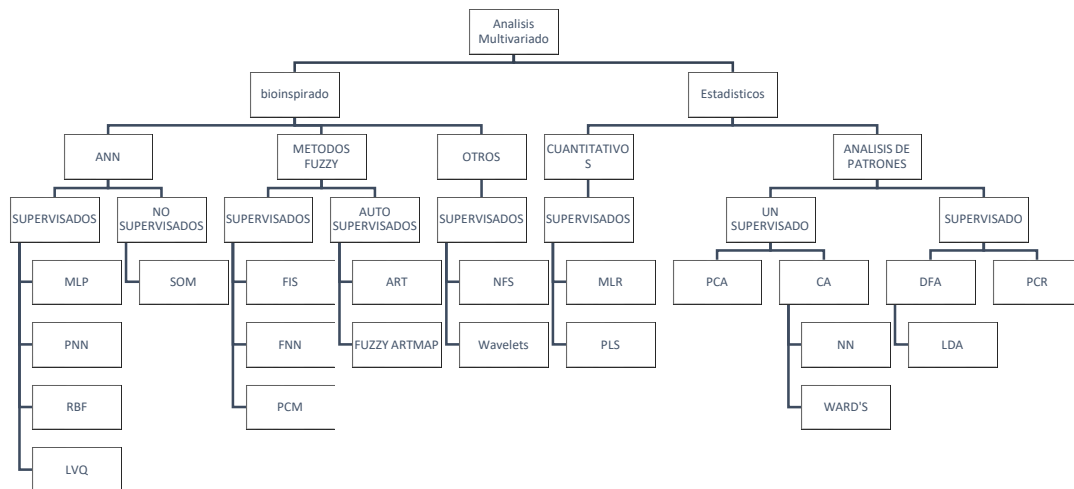 Analisis
Multivariado
bioinspirado
Estadisticos
ANN
METODOS
FUZZY
OTROS
CUANTITATIVO
S
ANALISIS DE
PATRONES
SUPERVISADOS
NO
SUPERVISADOS
SUPERVISADOS
AUTO
SUPERVISADOS
SUPERVISADOS
SUPERVISADOS
UN
SUPERVISADO
SUPERVISADO
MLP
SOM
FIS
ART
NFS
MLR
PCA
CA
DFA
PCR
PNN
FNN
FUZZY ARTMAP
Wavelets
PLS
NN
LDA
RBF
PCM
WARD'S
LVQ